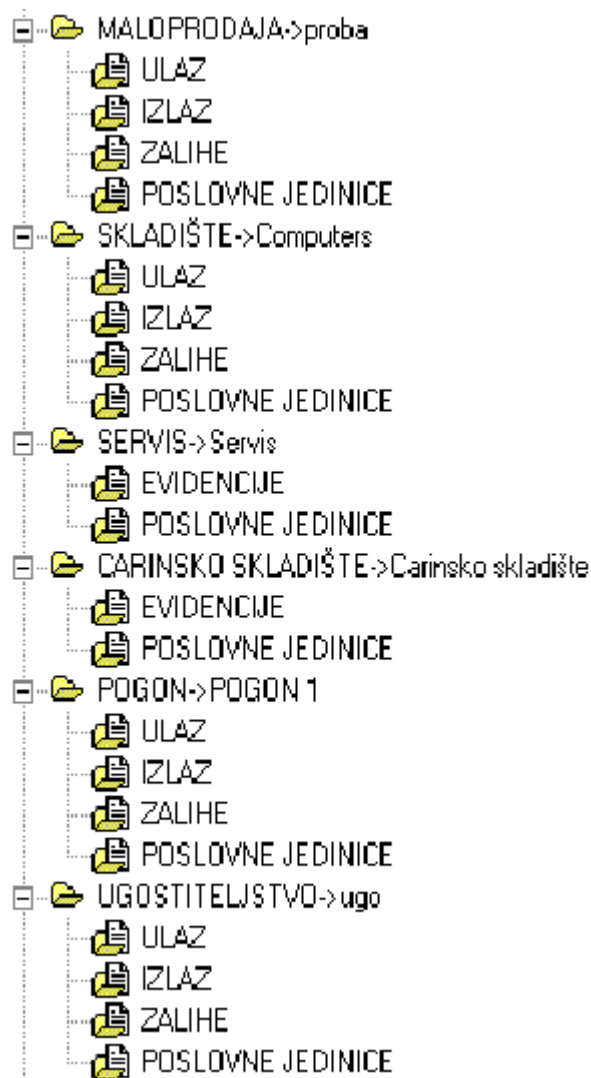 MALOPRODAJA->proba
ULAZ
IZLAZ
ZALIHE
POSLOVNE JEDINICE
SKLADIŠTE->Computers
ULAZ
IZLAZ
ZALIHE
POSLOVNE JEDINICE
SERVIS->Servis
EVIDENCIJE
POSLOVNE JEDINICE
CARINSKO SKLADIŠTE->Carinsko skladište
EVIDENCIJE
POSLOVNE JEDINICE
POGON->POGON 1
ULAZ
IZLAZ
ZALIHE
POSLOVNE JEDINICE
UGOSTITELJSTVO->ugo
ULAZ
IZLAZ
ZALIHE
POSLOVNE JEDINICE